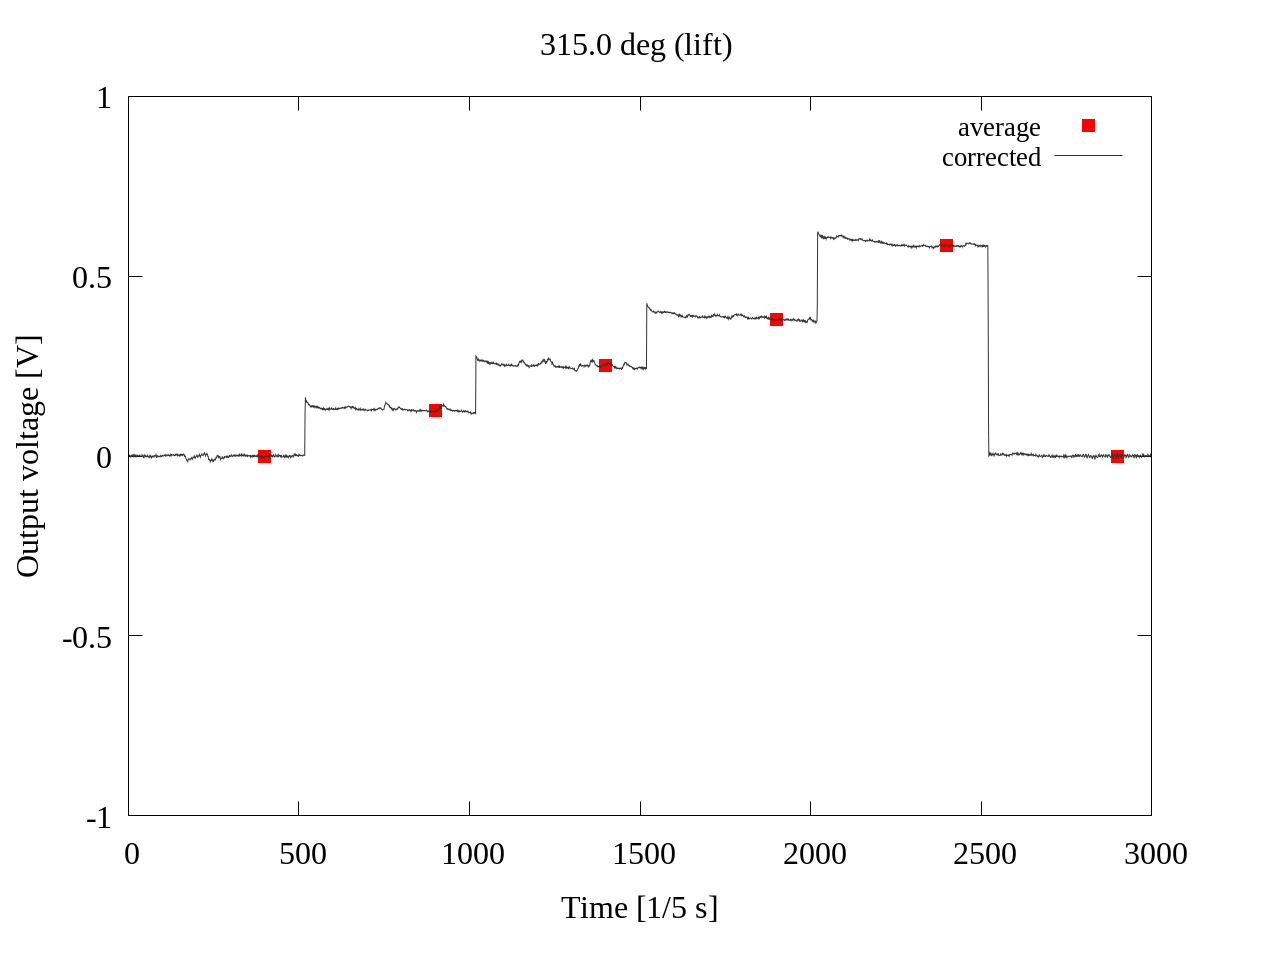 315.0 deg (lift)
1
average
corrected
0.5
0
-0.5
-1
Output voltage [V]
0 500 1000 1500 2000 2500 3000
Time [1/5 s]